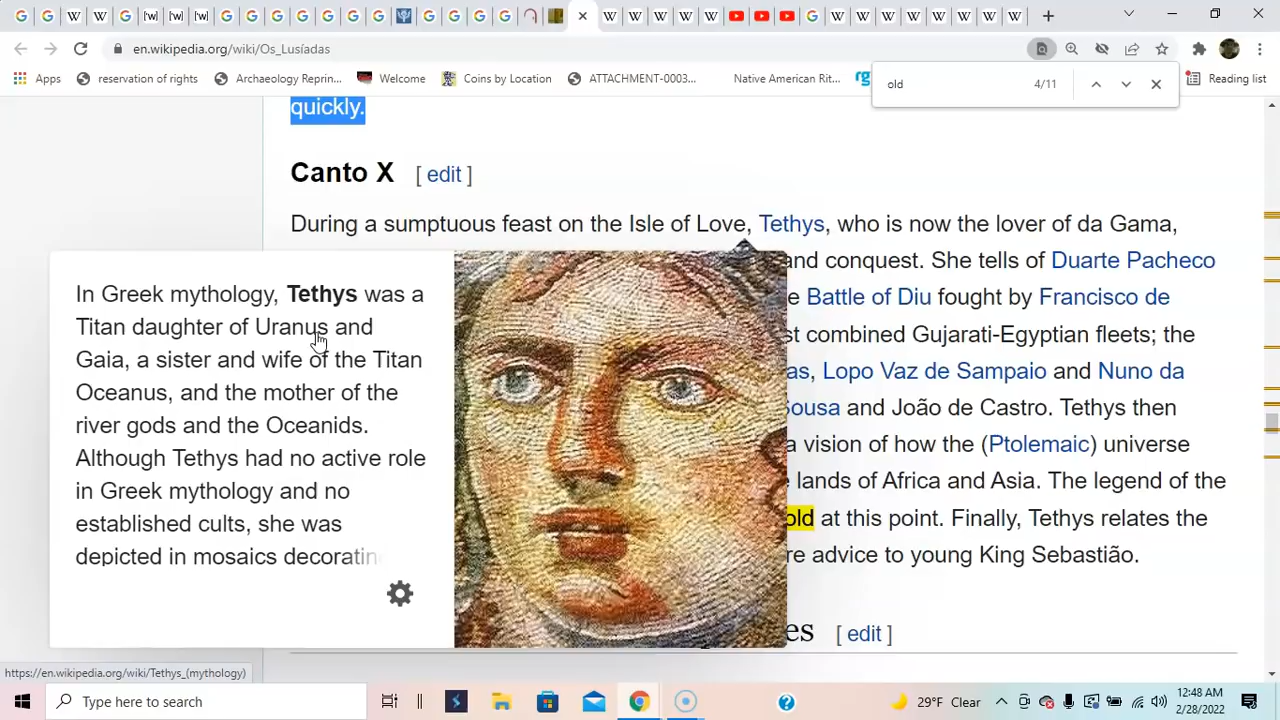 en.wikipedia.org/wiki/Os_Lusíadas
Apps
reservation of rights
Archaeology Reprin...
Welcome
Coins by Location
ATTACHMENT-0003...
Native American Rit...
rg
Reading list
old
4/11
quickly.
Canto X [ edit ]
During a sumptuous feast on the Isle of Love, Tethys, who is now the lover of da Gama,
and conquest. She tells of Duarte Pacheco
e Battle of Diu fought by Francisco de
st combined Gujarati-Egyptian fleets; the
as, Lopo Vaz de Sampaio and Nuno da
Sousa and João de Castro. Tethys then
a vision of how the (Ptolemaic) universe
lands of Africa and Asia. The legend of the
old at this point. Finally, Tethys relates the
re advice to young King Sebastião.
es [ edit ]
In Greek mythology, Tethys was a
Titan daughter of Uranus and
Gaia, a sister and wife of the Titan
Oceanus, and the mother of the
river gods and the Oceanids.
Although Tethys had no active role
in Greek mythology and no
established cults, she was
depicted in mosaics decorating
https://en.wikipedia.org/wiki/Tethys_(mythology)
Type here to search
29°F Clear
12:48 AM
2/28/2022